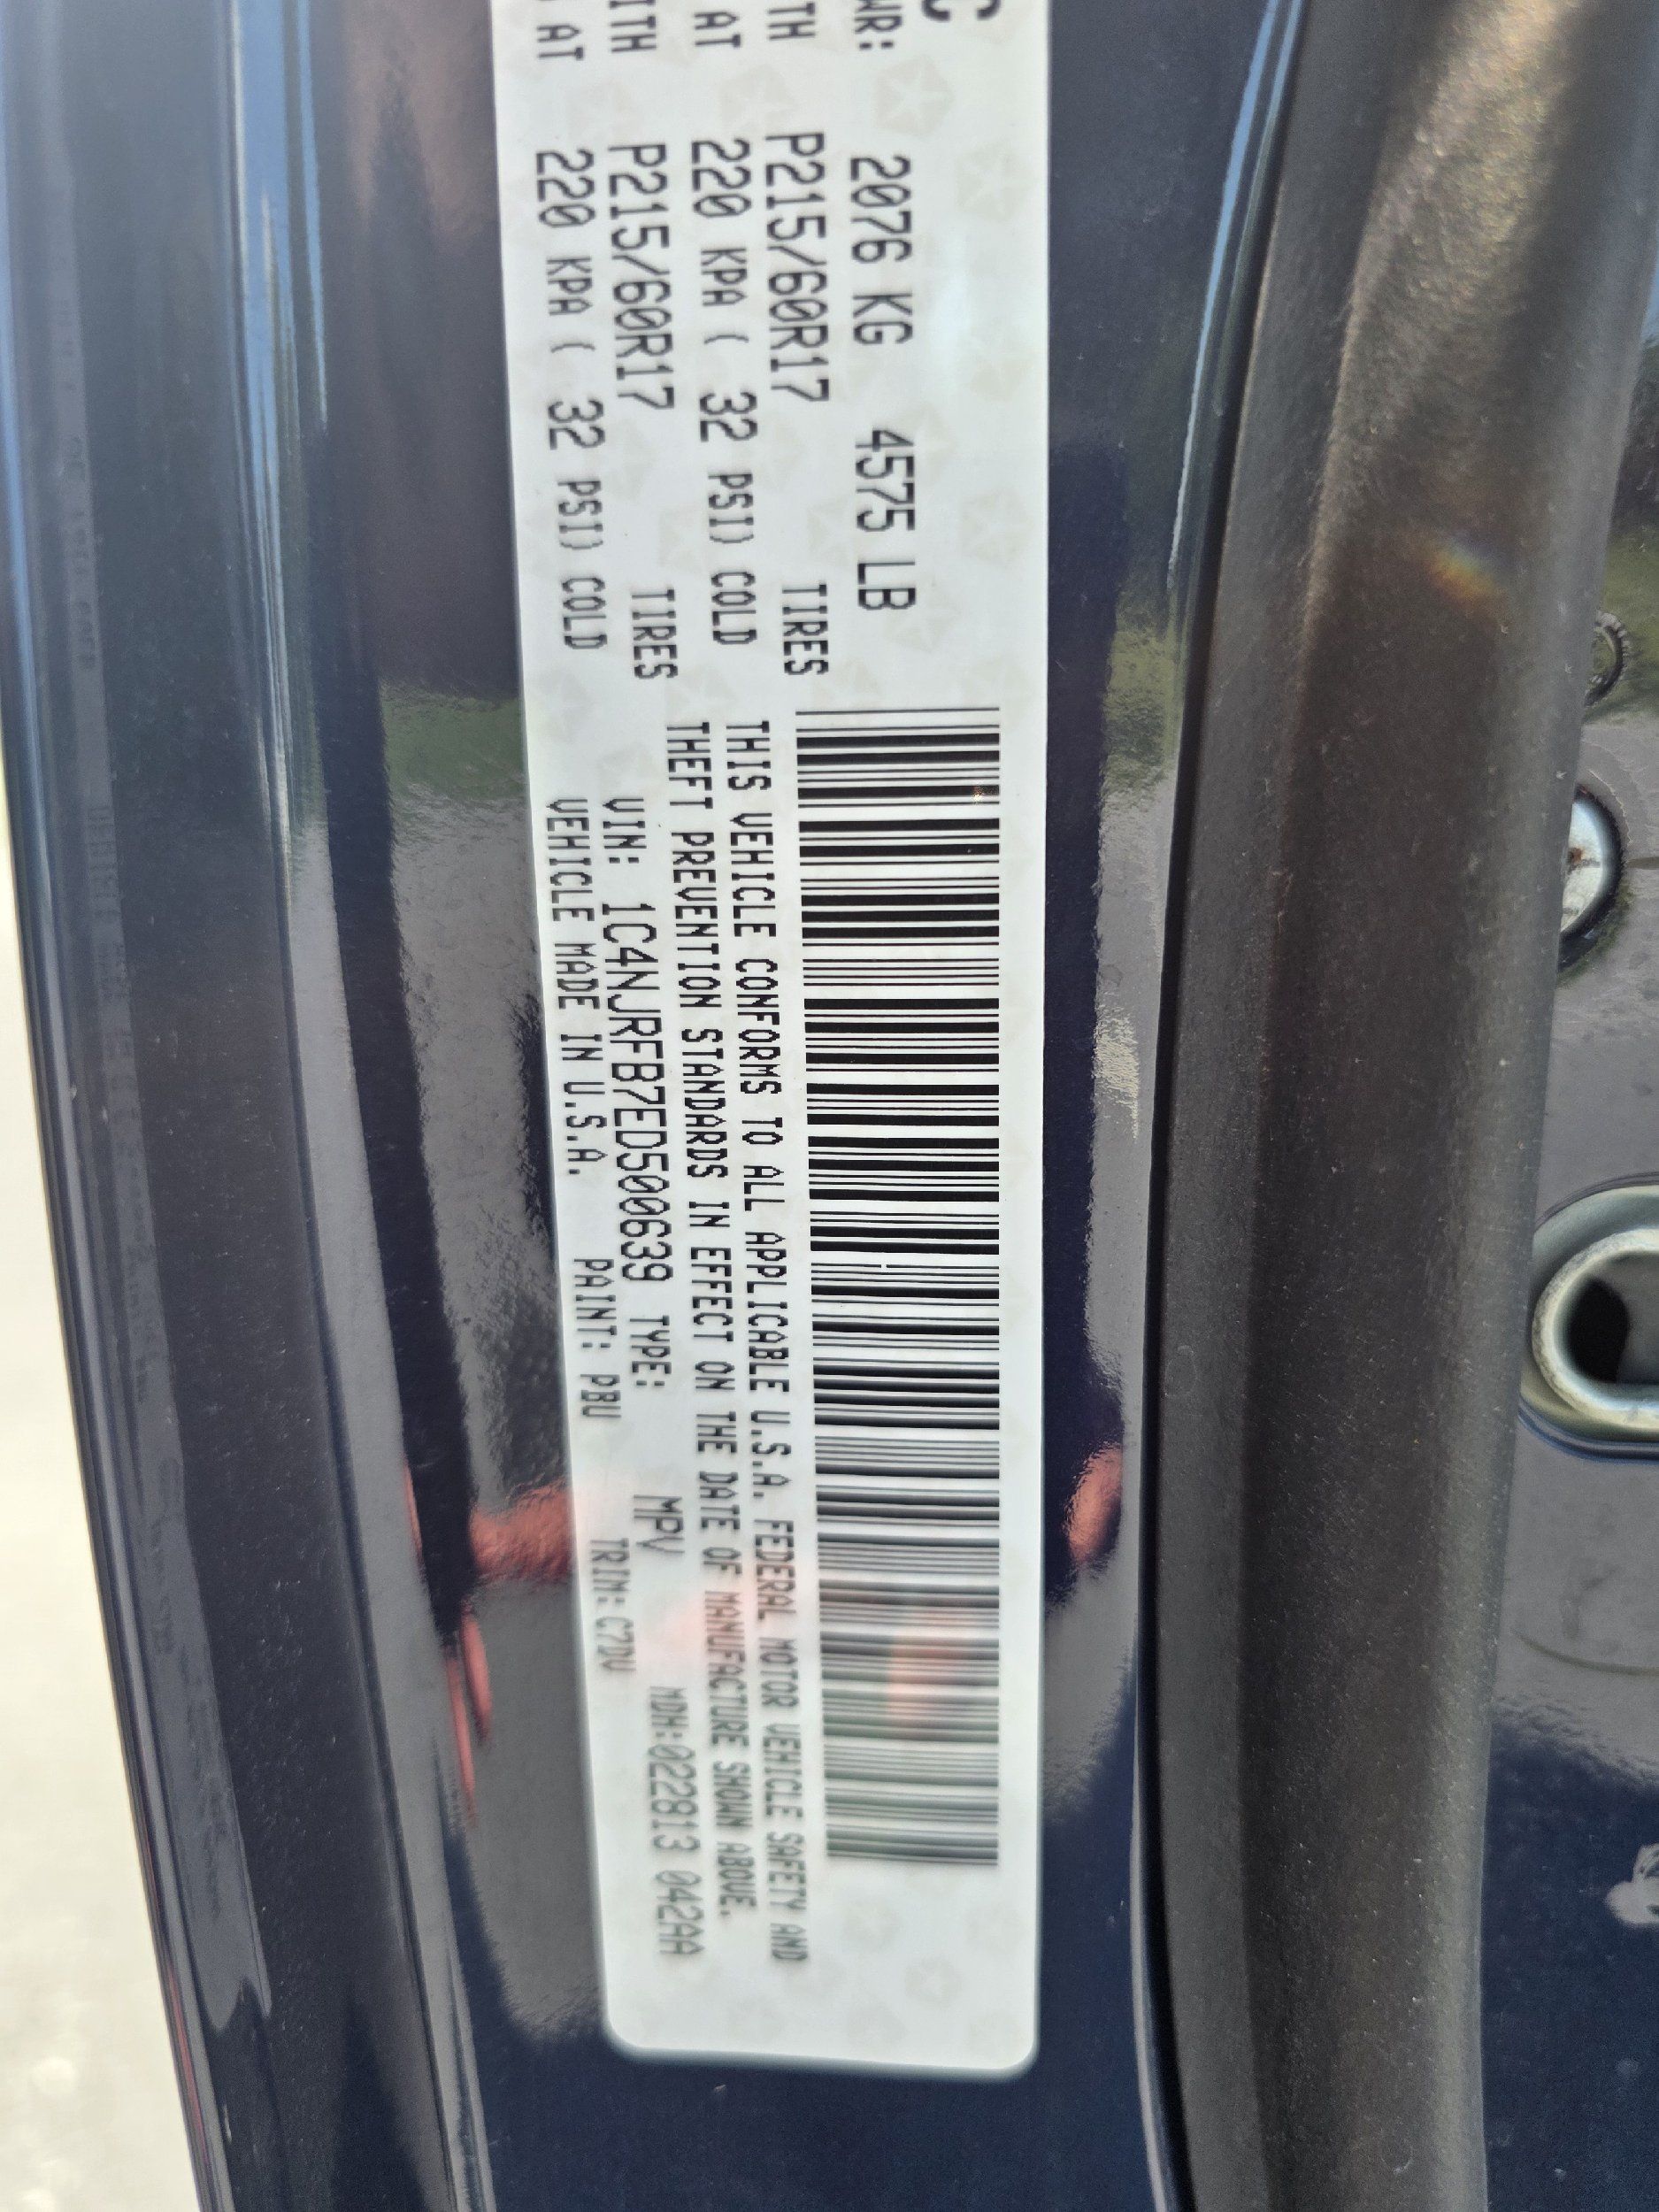 C
WR: 2076 KG 4575 LB
TH P215/60R17 TIRES
AT 220 KPA ( 32 PSI) COLD
ITH P215/60R17 TIRES
AT 220 KPA ( 32 PSI) COLD
THIS VEHICLE CONFORMS TO ALL APPLICABLE U.S.A. FEDERAL MOTOR VEHICLE SAFETY AND
THEFT PREVENTION STANDARDS IN EFFECT ON THE DATE OF MANUFACTURE SHOWN ABOVE.
VIN: 1C4NJRFB7ED500639 TYPE: MPV MDH:022813 042AA
VEHICLE MADE IN U.S.A. PAINT: PBU TRIM: C7DV